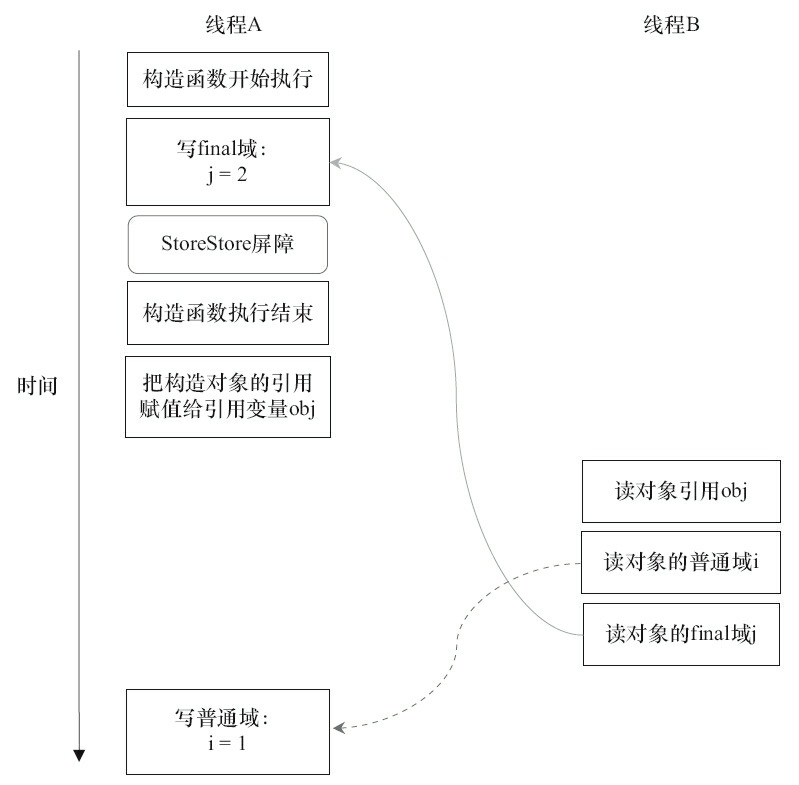 线程A
线程B
构造函数开始执行
写final域：
j = 2
StoreStore屏障
构造函数执行结束
时间
把构造对象的引用
赋值给引用变量obj
读对象引用obj
读对象的普通域i
读对象的final域j
写普通域：
i = 1